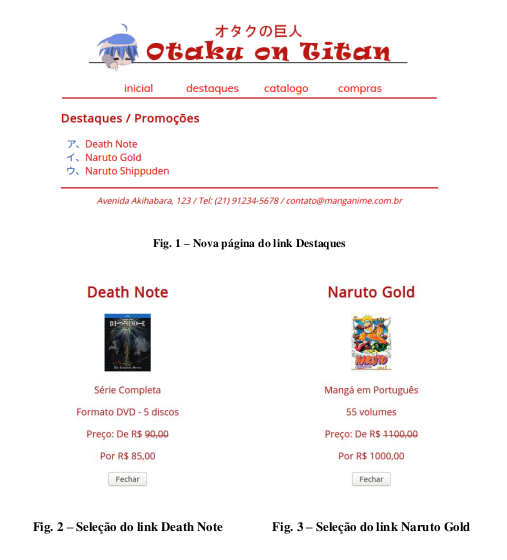 オタクの巨人
Otaku on Titan
inicial destaques catalogo compras
Destaques / Promoções
ア、Death Note
イ、Naruto Gold
ウ、Naruto Shippuden
Avenida Akihabara, 123 / Tel: (21) 91234-5678 / contato@manganime.com.br
Fig. 1 – Nova página do link Destaques
Death Note
Série Completa
Formato DVD - 5 discos
Preço: De R$ 90,00
Por R$ 85,00
Fechar
Fig. 2 – Seleção do link Death Note
Naruto Gold
NARUTO
Mangá em Português
55 volumes
Preço: De R$ 1100,00
Por R$ 1000,00
Fechar
Fig. 3 – Seleção do link Naruto Gold